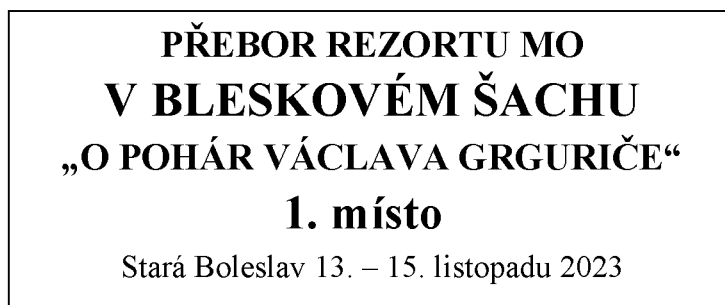 PŘEBOR REZORTU MO
V BLESKOVÉM ŠACHU
„O POHÁR VÁCLAVA GRGURIČE“
1. místo
Stará Boleslav 13. – 15. listopadu 2023